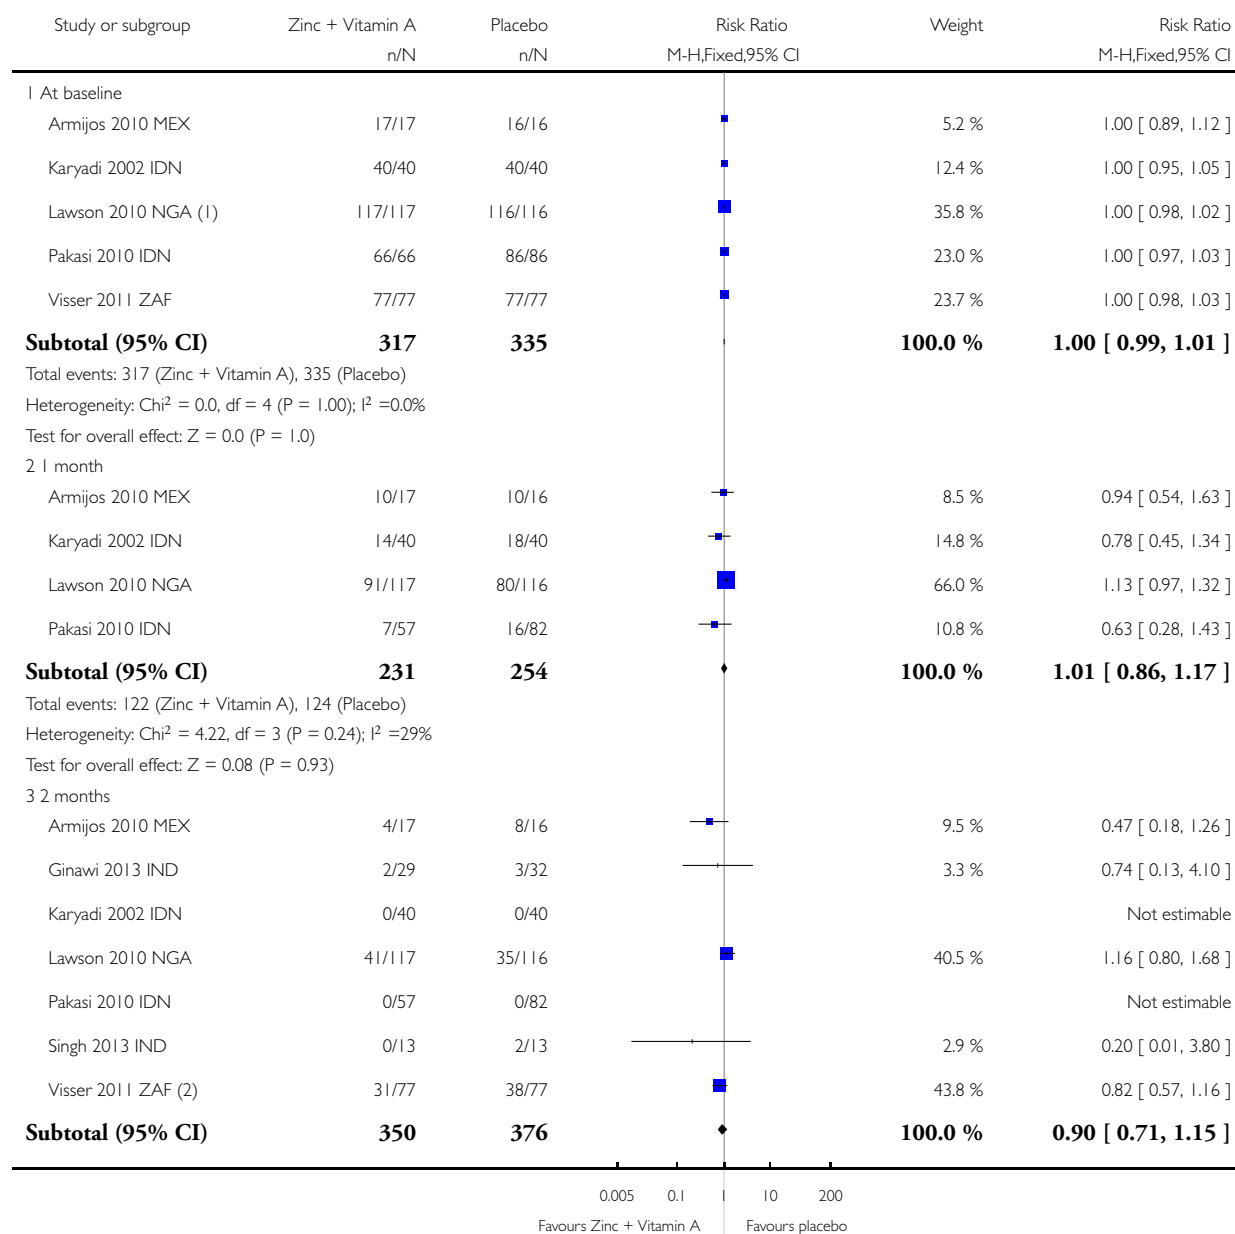 Study or subgroup Zinc + Vitamin A Placebo Risk Ratio Weight Risk Ratio
n/N n/N M-H,Fixed,95% CI M-H,Fixed,95% CI
1 At baseline
Armijos 2010 MEX 17/17 16/16 5.2 % 1.00 [ 0.89, 1.12 ]
Karyadi 2002 IDN 40/40 40/40 12.4 % 1.00 [ 0.95, 1.05 ]
Lawson 2010 NGA (1) 117/117 116/116 35.8 % 1.00 [ 0.98, 1.02 ]
Pakasi 2010 IDN 66/66 86/86 23.0 % 1.00 [ 0.97, 1.03 ]
Visser 2011 ZAF 77/77 77/77 23.7 % 1.00 [ 0.98, 1.03 ]
Subtotal (95% CI) 317 335 100.0 % 1.00 [ 0.99, 1.01 ]
Total events: 317 (Zinc + Vitamin A), 335 (Placebo)
Heterogeneity: Chi² = 0.0, df = 4 (P = 1.00); I² =0.0%
Test for overall effect: Z = 0.0 (P = 1.0)
2 1 month
Armijos 2010 MEX 10/17 10/16 8.5 % 0.94 [ 0.54, 1.63 ]
Karyadi 2002 IDN 14/40 18/40 14.8 % 0.78 [ 0.45, 1.34 ]
Lawson 2010 NGA 91/117 80/116 66.0 % 1.13 [ 0.97, 1.32 ]
Pakasi 2010 IDN 7/57 16/82 10.8 % 0.63 [ 0.28, 1.43 ]
Subtotal (95% CI) 231 254 100.0 % 1.01 [ 0.86, 1.17 ]
Total events: 122 (Zinc + Vitamin A), 124 (Placebo)
Heterogeneity: Chi² = 4.22, df = 3 (P = 0.24); I² =29%
Test for overall effect: Z = 0.08 (P = 0.93)
3 2 months
Armijos 2010 MEX 4/17 8/16 9.5 % 0.47 [ 0.18, 1.26 ]
Ginawi 2013 IND 2/29 3/32 3.3 % 0.74 [ 0.13, 4.10 ]
Karyadi 2002 IDN 0/40 0/40 Not estimable
Lawson 2010 NGA 41/117 35/116 40.5 % 1.16 [ 0.80, 1.68 ]
Pakasi 2010 IDN 0/57 0/82 Not estimable
Singh 2013 IND 0/13 2/13 2.9 % 0.20 [ 0.01, 3.80 ]
Visser 2011 ZAF (2) 31/77 38/77 43.8 % 0.82 [ 0.57, 1.16 ]
Subtotal (95% CI) 350 376 100.0 % 0.90 [ 0.71, 1.15 ]
0.005 0.1 1 10 200
Favours Zinc + Vitamin A Favours placebo